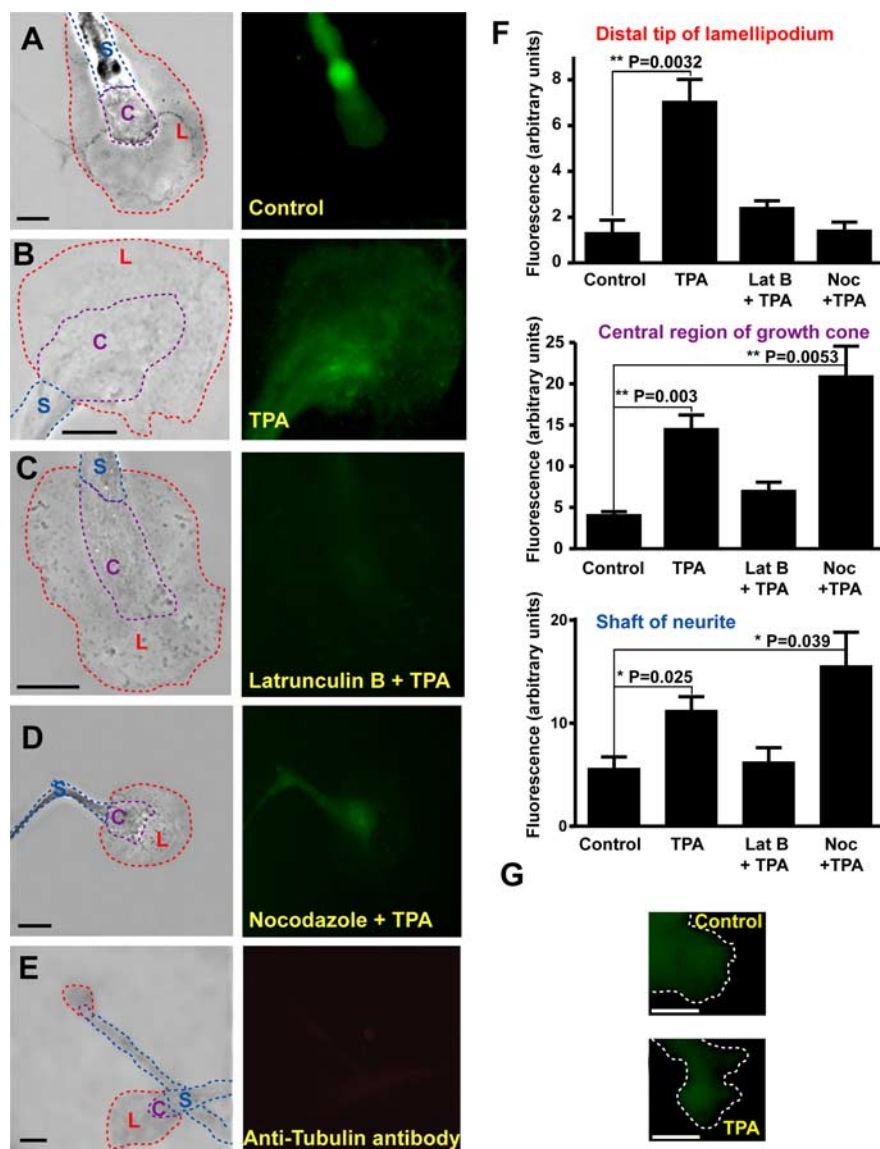 A
S
C
L
Control
B
L
C
S
TPA
C
S
C
L
Latrunculin B + TPA
D
S
C
L
Nocodazole + TPA
E
S
C
L
Anti-Tubulin antibody
F
Distal tip of lamellipodium
Fluorescence (arbitrary units)
8
6
4
2
0
** P=0.0032
Control
TPA
Lat B
+ TPA
Noc
+TPA
Central region of growth cone
Fluorescence (arbitrary units)
25
20
15
10
5
0
** P=0.0053
** P=0.003
Control
TPA
Lat B
+ TPA
Noc
+TPA
Shaft of neurite
Fluorescence (arbitrary units)
20
10
0
* P=0.039
* P=0.025
Control
TPA
Lat B
+ TPA
Noc
+TPA
G
Control
TPA